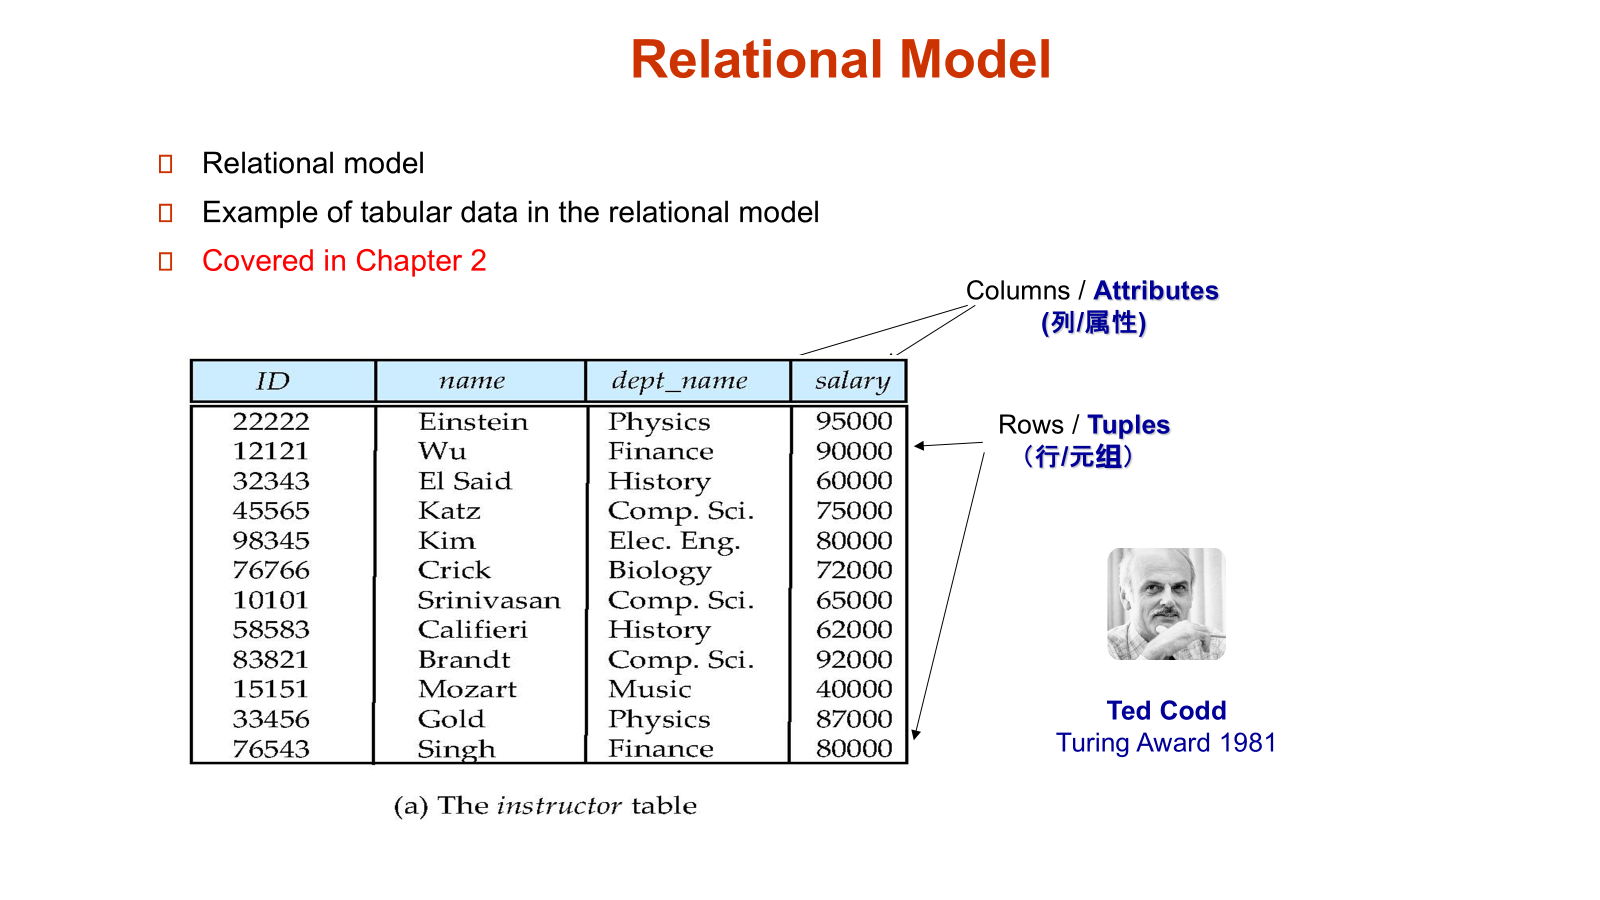 Relational Model
Relational model
Example of tabular data in the relational model
Covered in Chapter 2
Columns / Attributes
(列/属性)
ID name dept_name salary
22222 Einstein Physics 95000
12121 Wu Finance 90000
32343 El Said History 60000
45565 Katz Comp. Sci. 75000
98345 Kim Elec. Eng. 80000
76766 Crick Biology 72000
10101 Srinivasan Comp. Sci. 65000
58583 Califieri History 62000
83821 Brandt Comp. Sci. 92000
15151 Mozart Music 40000
33456 Gold Physics 87000
76543 Singh Finance 80000
Rows / Tuples
（行/元组）
Ted Codd
Turing Award 1981
(a) The instructor table